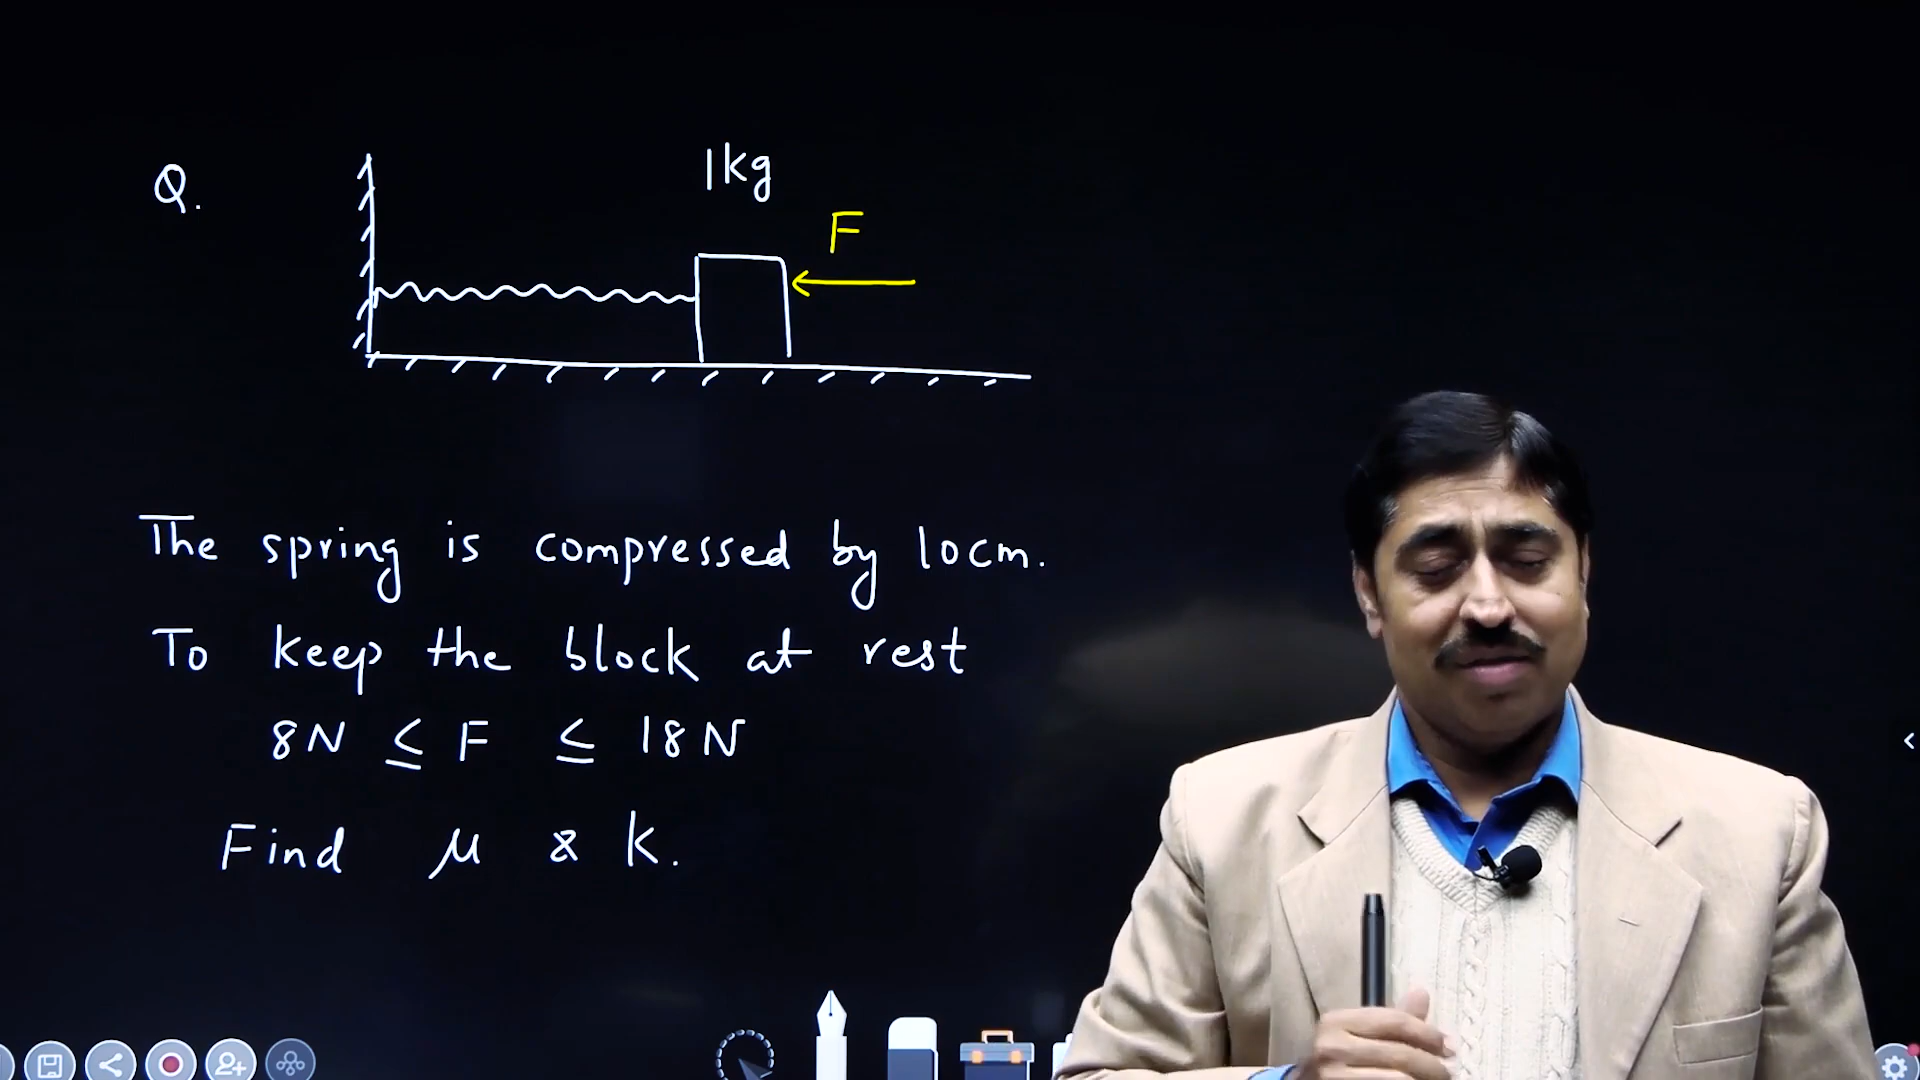 Q.
1kg
F
The spring is compressed by 10cm.
To keep the block at rest
8N ≤ F ≤ 18N
Find μ & k.